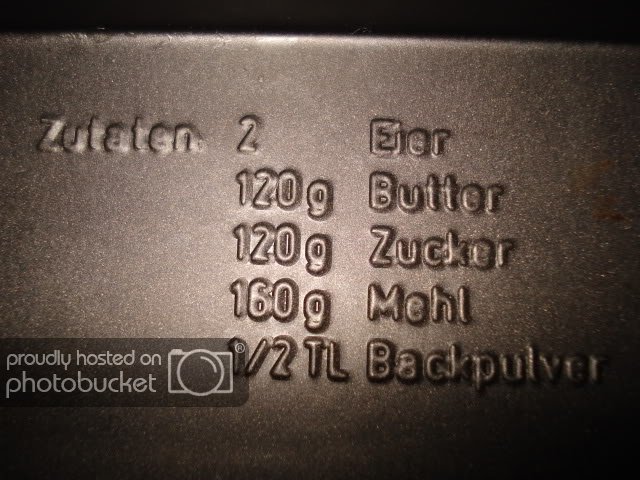 Zutaten 2 Eier
120g Butter
120g Zucker
160g Mehl
1/2 TL Backpulver
proudly hosted on
photobucket®